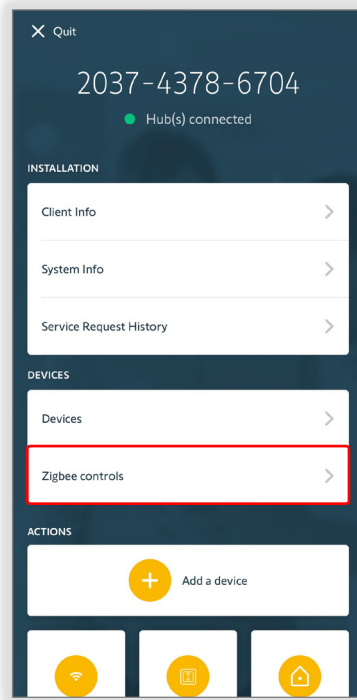 Quit
2037-4378-6704
Hub(s) connected
INSTALLATION
Client Info
System Info
Service Request History
DEVICES
Devices
Zigbee controls
ACTIONS
Add a device